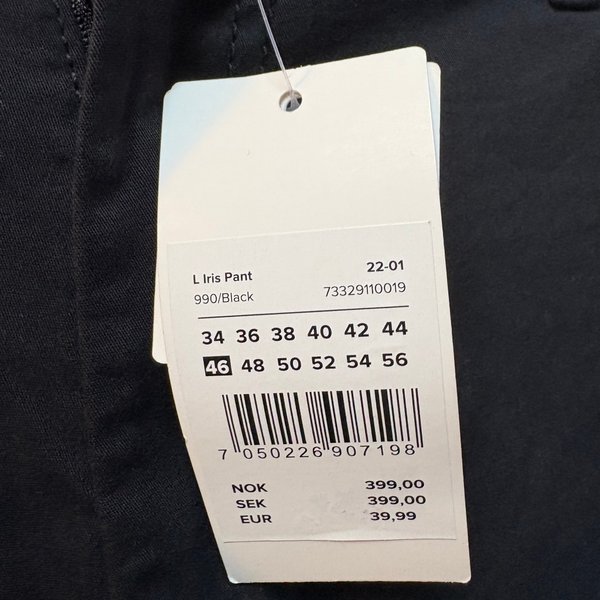 L Iris Pant 22-01
990/Black 73329110019
34 36 38 40 42 44
46 48 50 52 54 56
7 050226 907198
NOK 399,00
SEK 399,00
EUR 39,99